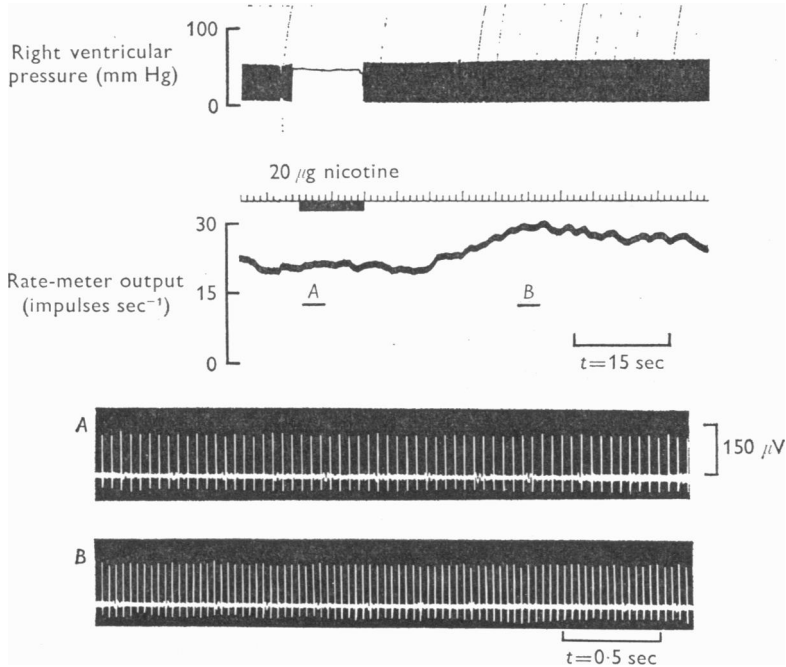 100
Right ventricular
pressure (mm Hg)
0
20 μg nicotine
30
Rate-meter output
(impulses sec⁻¹)
15
A
B
0
t=15 sec
A
150 μV
B
t=0·5 sec